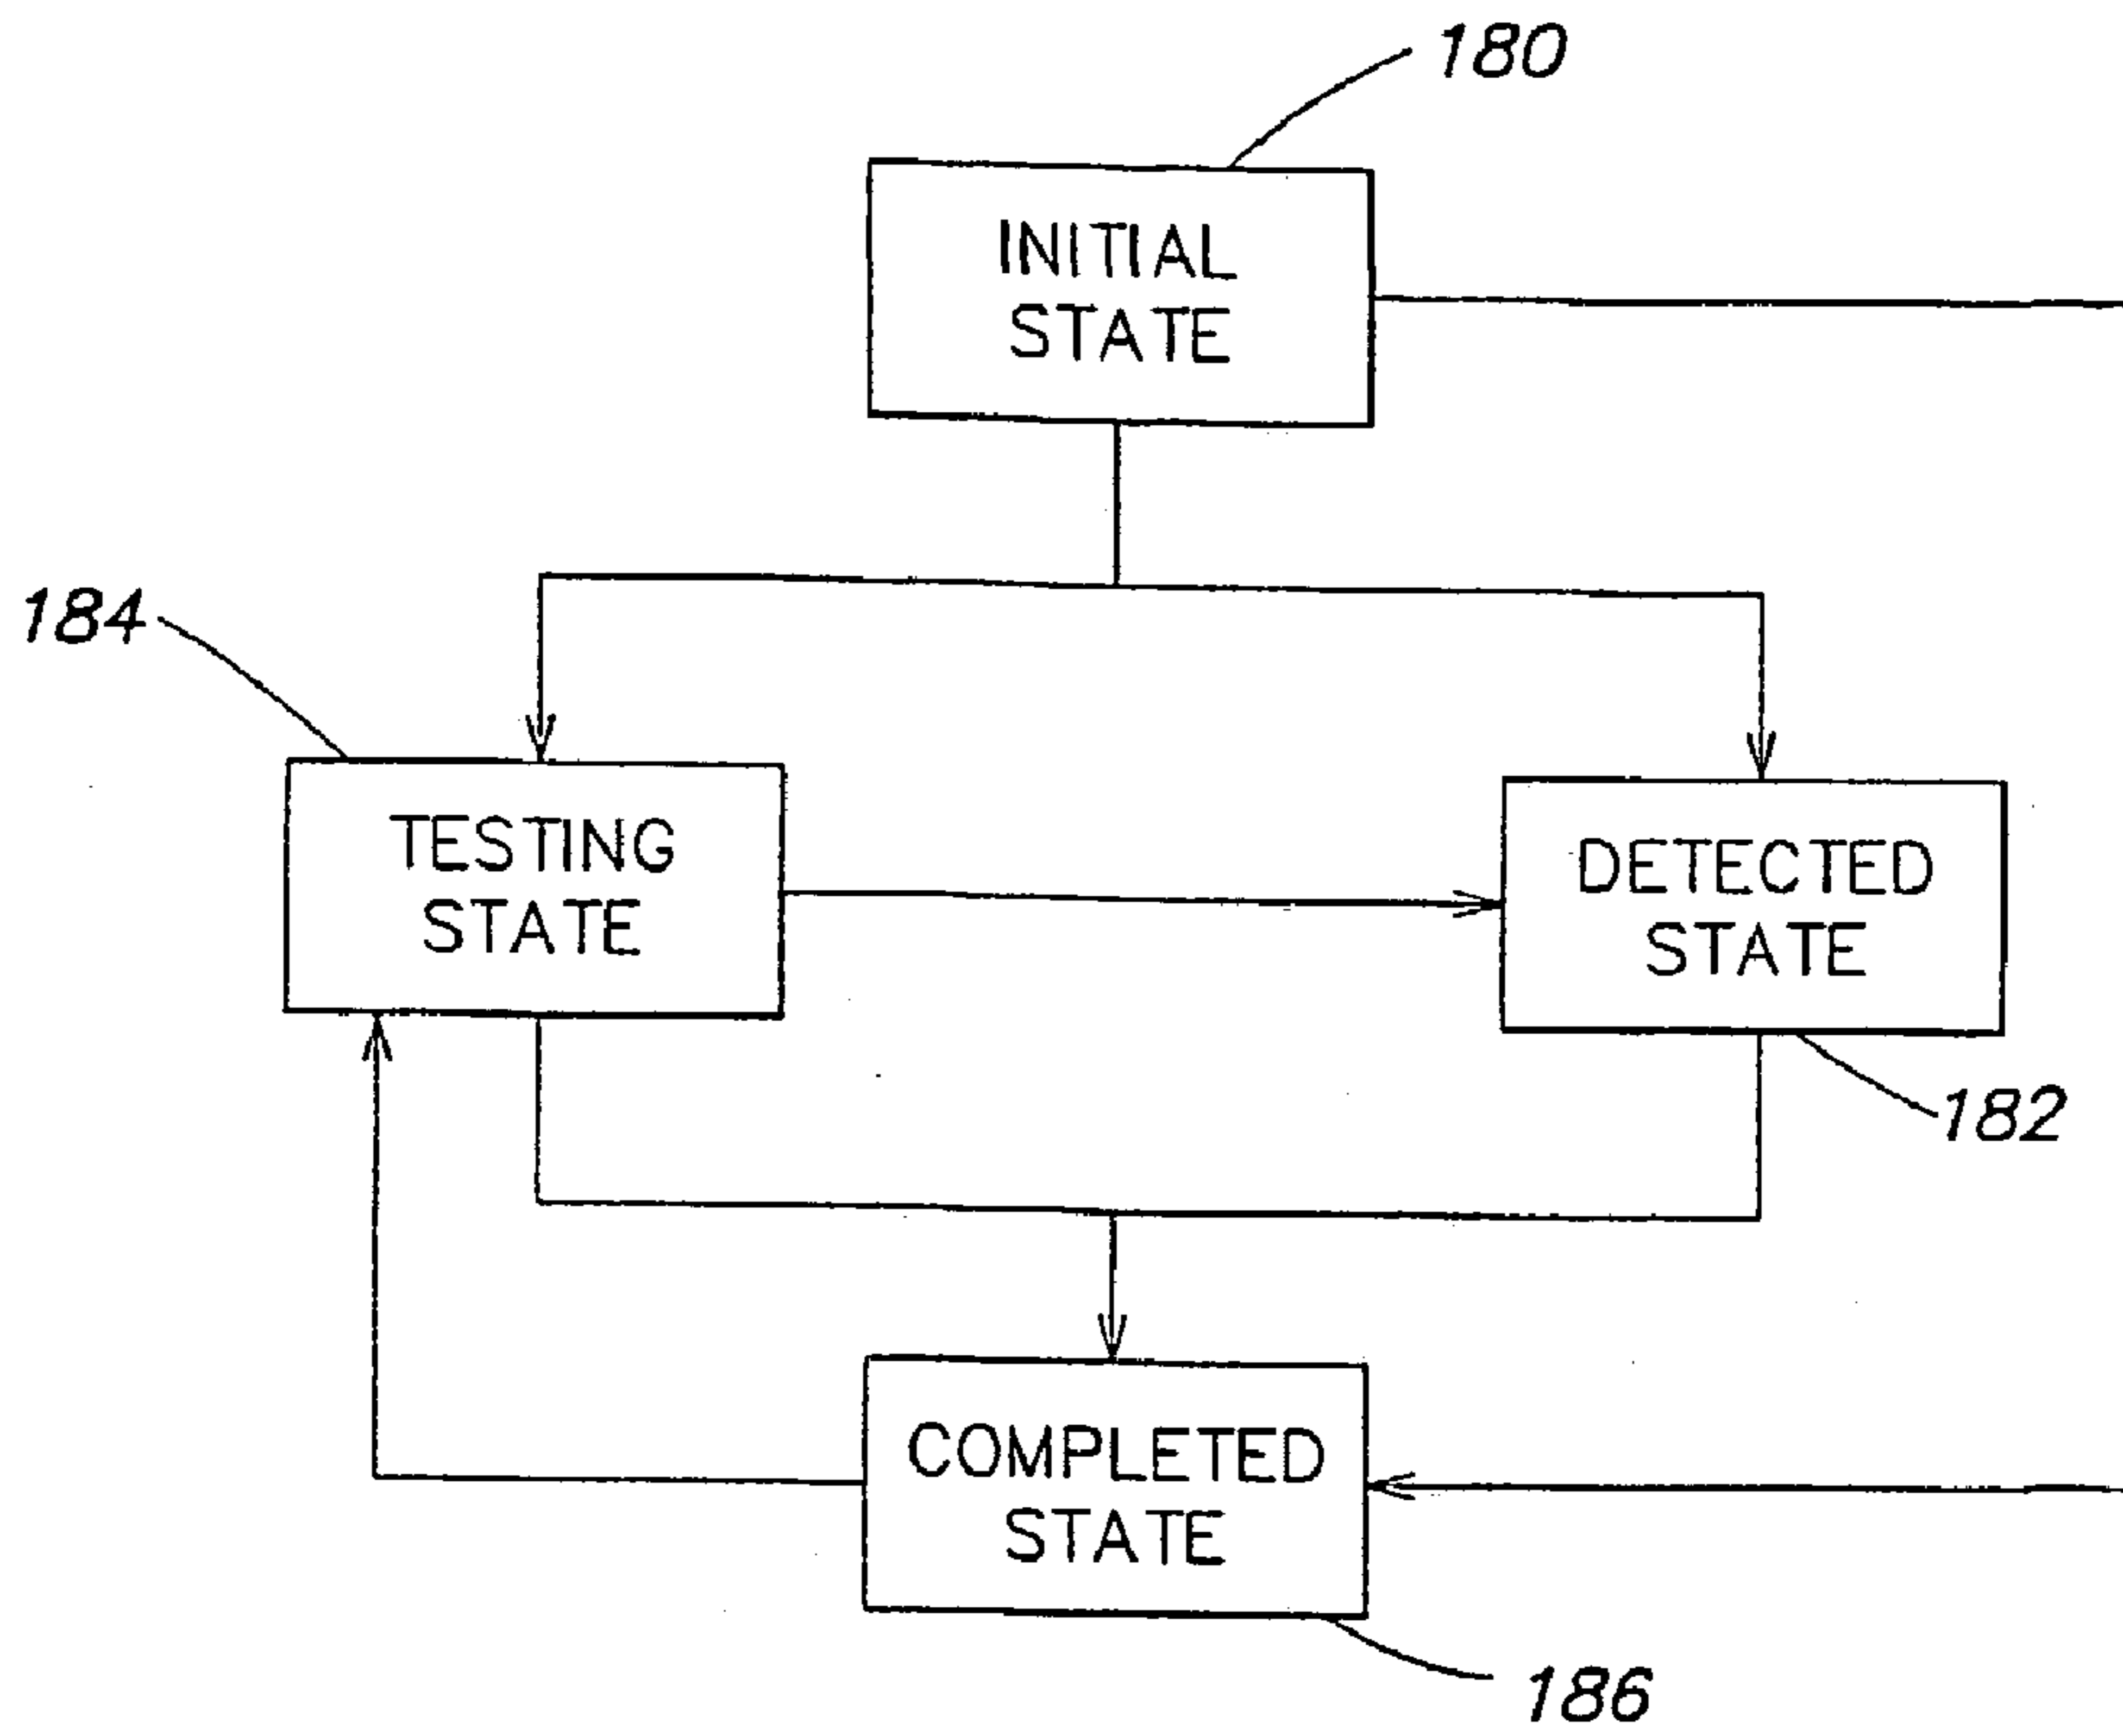 180
INITIAL
STATE
184
TESTING
STATE
DETECTED
STATE
182
COMPLETED
STATE
186